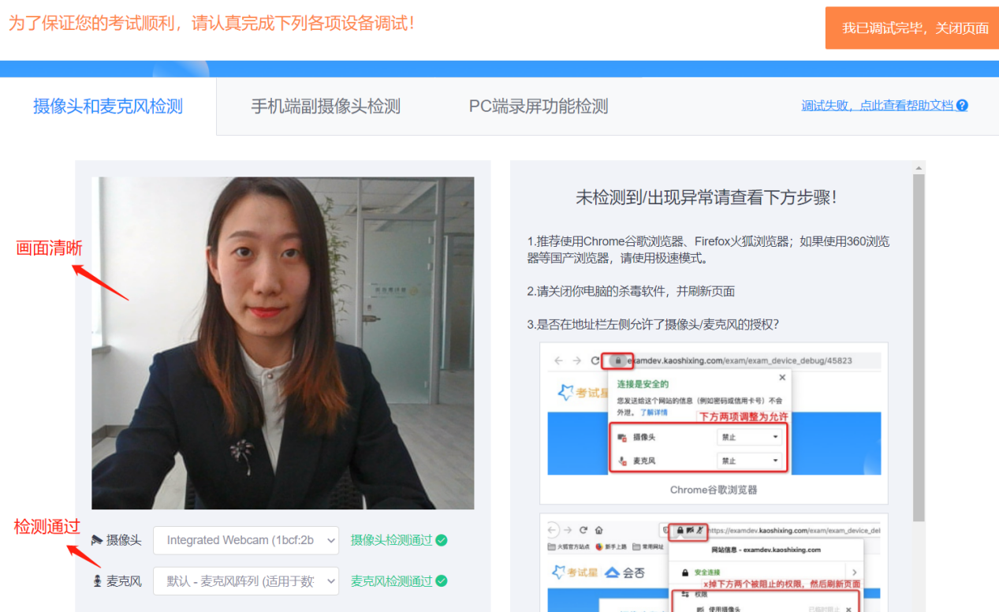 为了保证您的考试顺利，请认真完成下列各项设备调试！
我已调试完毕，关闭页面
摄像头和麦克风检测
手机端副摄像头检测
PC端录屏功能检测
调试失败，点此查看帮助文档
画面清晰
检测通过
摄像头
Integrated Webcam (1bcf:2b
摄像头检测通过
麦克风
默认 - 麦克风阵列 (适用于数字
麦克风检测通过
未检测到/出现异常请查看下方步骤！
1.推荐使用Chrome谷歌浏览器、Firefox火狐浏览器；如果使用360浏览
器等国产浏览器，请使用极速模式。
2.请关闭你电脑的杀毒软件，并刷新页面
3.是否在地址栏左侧允许了摄像头/麦克风的授权？
examdev.kaoshixing.com/exam/exam_device_debug/45823
考试星
连接是安全的
您发送给这个网站的信息（例如密码或信用卡号）不会
外泄。了解详情
下方两项调整为允许
摄像头
禁止
麦克风
禁止
Chrome谷歌浏览器
https://examdev.kaoshixing.com/exam/exam_device_del
火狐官方站点
新手上路
常用网址
网站信息 - examdev.kaoshixing.com
考试星
会否
安全连接
x掉下方两个被阻止的权限，然后刷新页面
权限
使用摄像头
已临时阻止